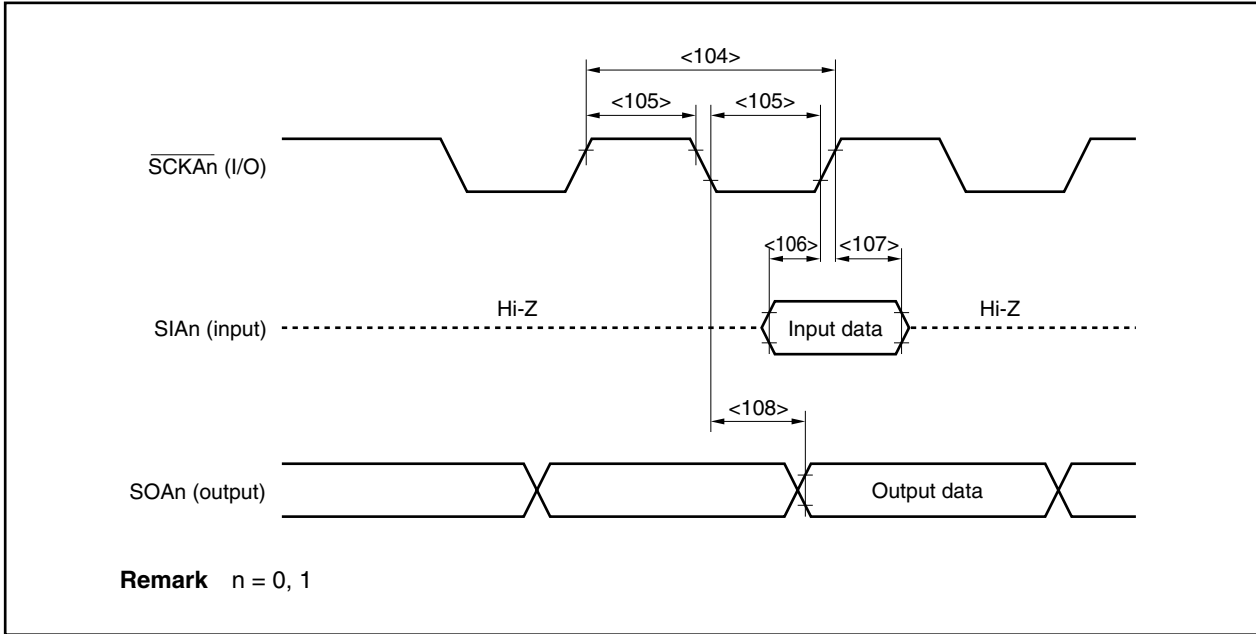 <104>
<105> <105>
SCKAn (I/O)
<106> <107>
Hi-Z Hi-Z
SIAn (input) Input data
<108>
SOAn (output) Output data
Remark n = 0, 1